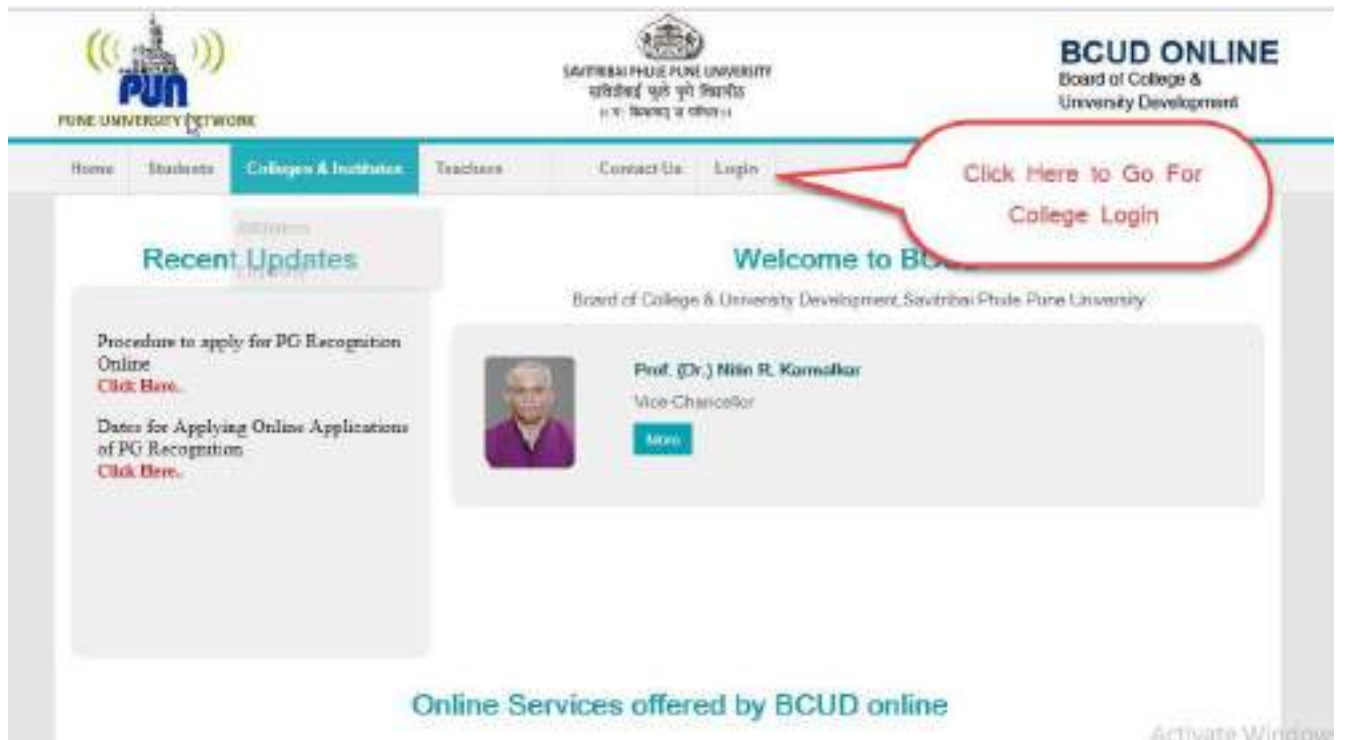 PUN
PUNE UNIVERSITY NETWORK
SAVITRIBAI PHULE PUNE UNIVERSITY
सावित्रीबाई फुले पुणे विद्यापीठ
BCUD ONLINE
Board of College &
University Development
Home Students Colleges & Institutes Teachers Contact Us Login
Click Here to Go For
College Login
Recent Updates
Procedure to apply for PG Recognition
Online
Click Here..
Dates for Applying Online Applications
of PG Recognition
Click Here..
Welcome to
Board of College & University Development, Savitribai Phule Pune University
Prof. (Dr.) Nitin R. Karmalkar
Vice-Chancellor
More
Online Services offered by BCUD online
Activate Windows